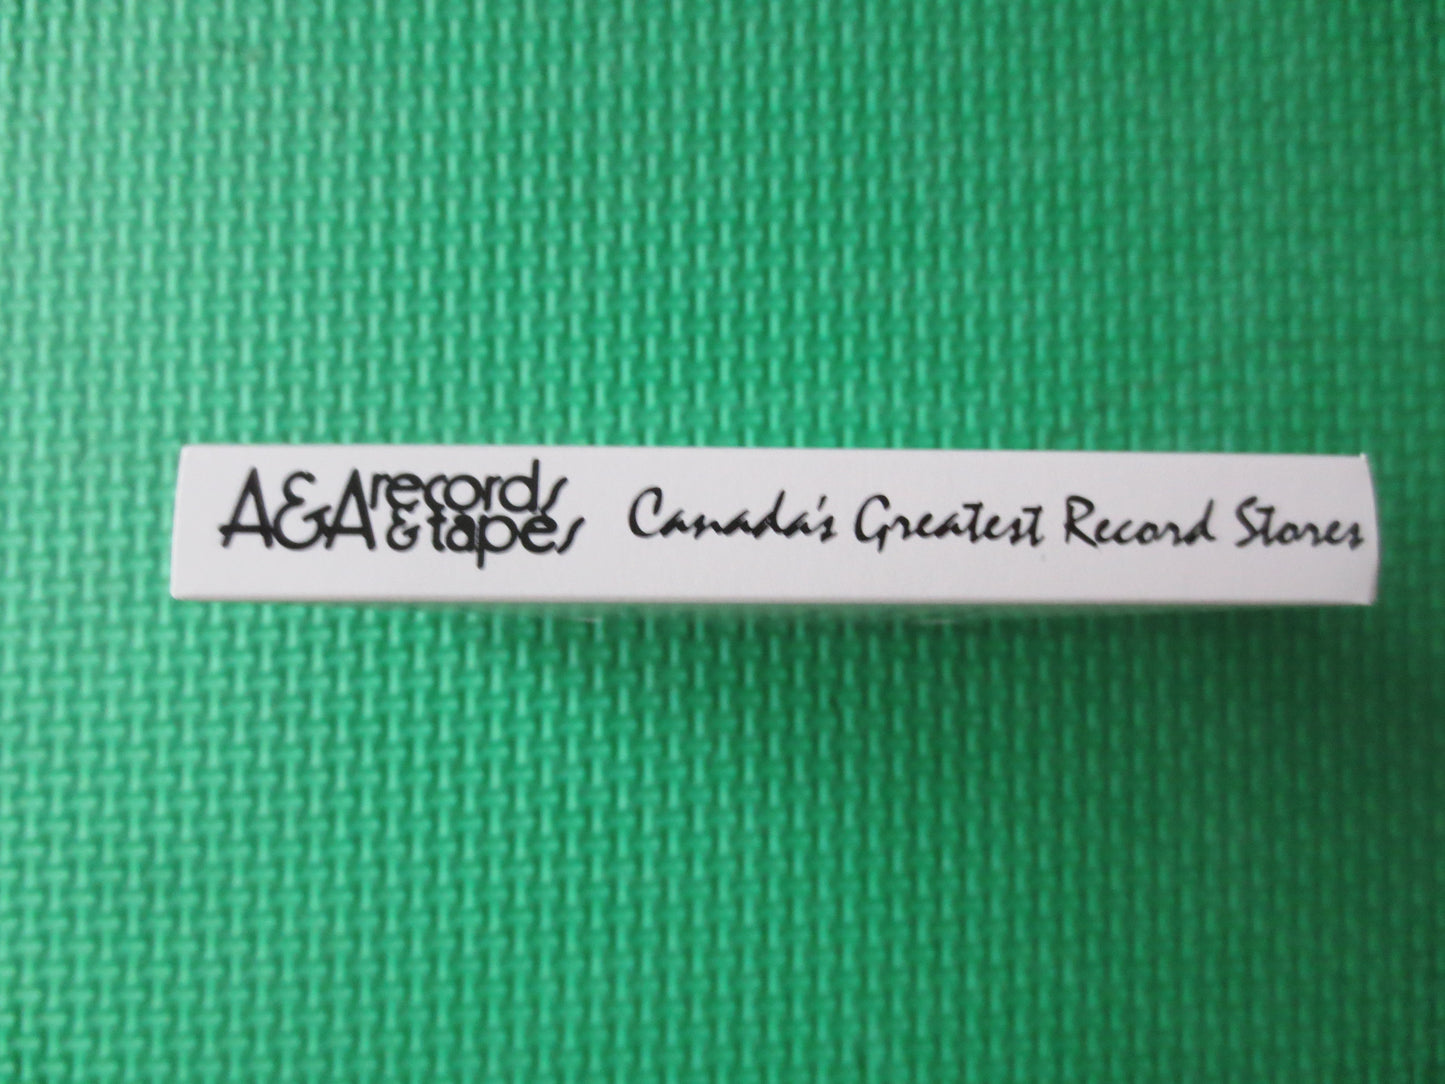 A&A records
& tapes
Canada's Greatest Record Stores